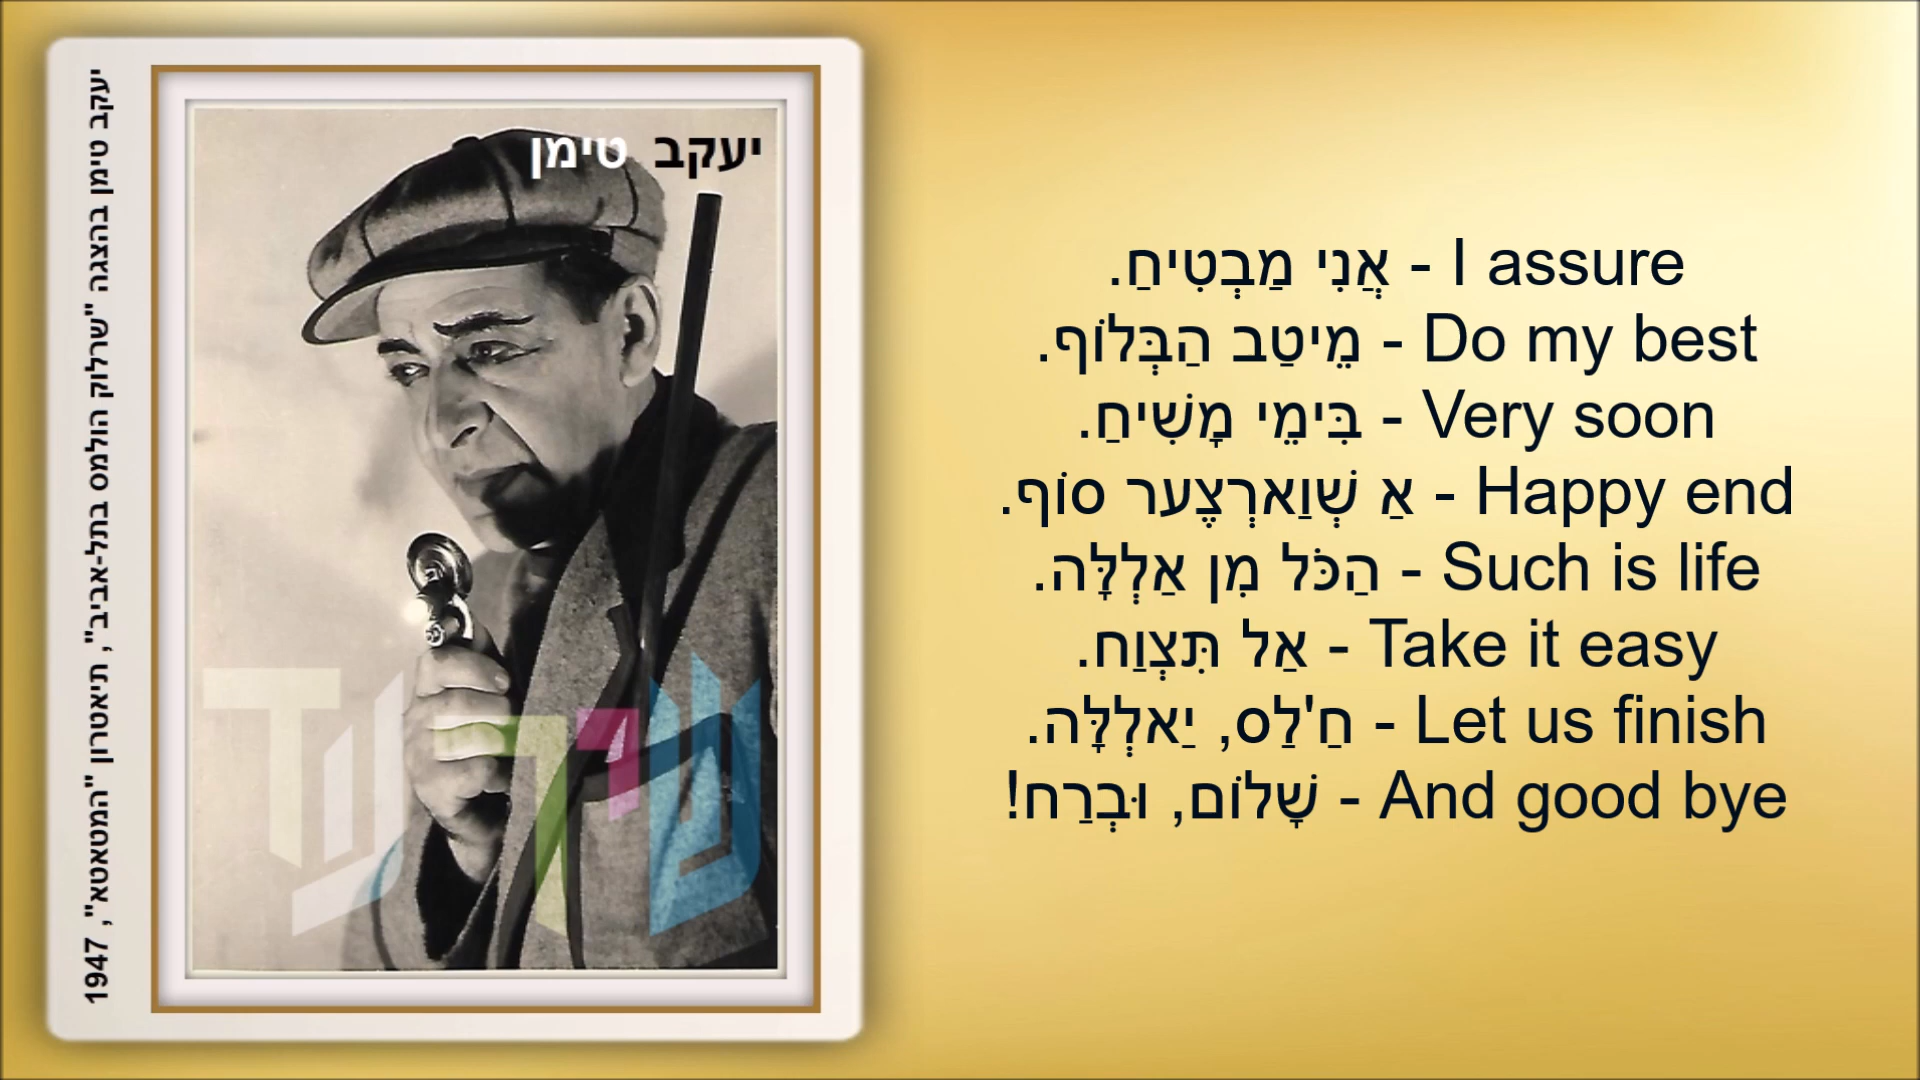 יעקב טימן בהצגה "שרלוק הולמס בתל-אביב", תיאטרון "המטאטא", 1947
יעקב טימן
שירעד
I assure - אֲנִי מַבְטִיחַ.
Do my best - מֵיטַב הַבְּלוֹף.
Very soon - בִּימֵי מָשִׁיחַ.
Happy end - אַ שְׁוַוארְצֶער סוֹף.
Such is life - הַכֹּל מִן אַלְלָּה.
Take it easy - אַל תִּצְוַח.
Let us finish - חַ'לַס, יַאלְלָּה.
And good bye - שָׁלוֹם, וּבְרַח!